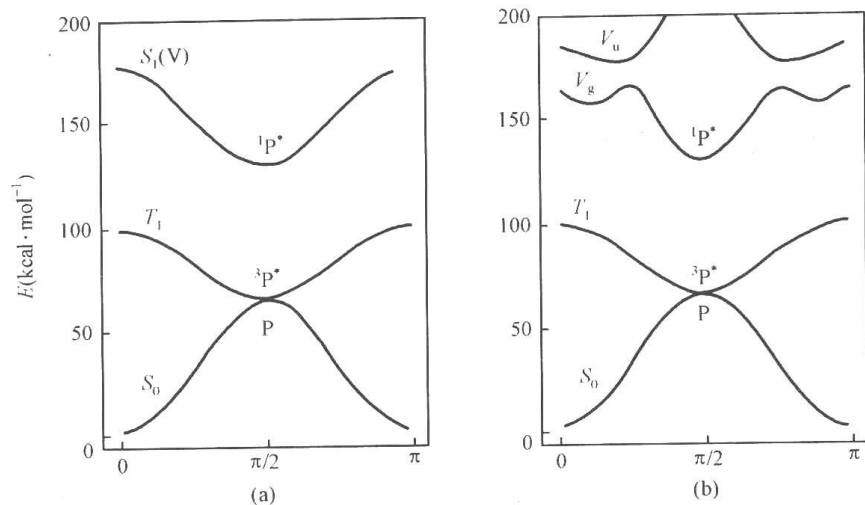 200
150
100
50
0
E(kcal·mol⁻¹)
S₁(V)
¹P*
T₁
³P*
P
S₀
0
π/2
π
(a)
200
150
100
50
0
Vᵤ
V_g
¹P*
T₁
³P*
P
S₀
0
π/2
π
(b)